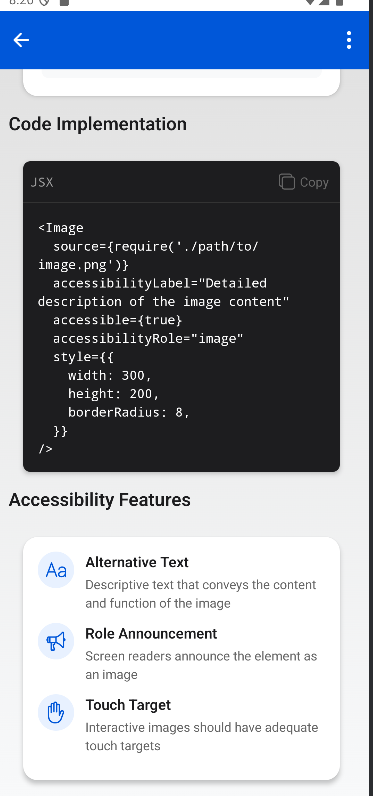 8:20
Code Implementation
JSX
Copy
<Image
source={require('./path/to/
image.png')}
accessibilityLabel="Detailed
description of the image content"
accessible={true}
accessibilityRole="image"
style={{
width: 300,
height: 200,
borderRadius: 8,
}}
/>
Accessibility Features
Aa
Alternative Text
Descriptive text that conveys the content
and function of the image
Role Announcement
Screen readers announce the element as
an image
Touch Target
Interactive images should have adequate
touch targets